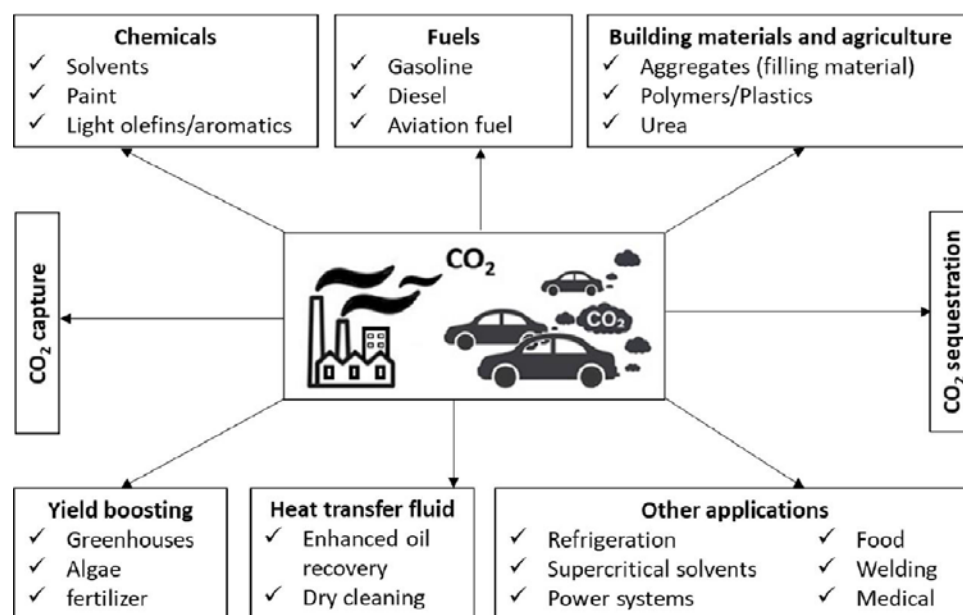 Chemicals
✓ Solvents
✓ Paint
✓ Light olefins/aromatics
Fuels
✓ Gasoline
✓ Diesel
✓ Aviation fuel
Building materials and agriculture
✓ Aggregates (filling material)
✓ Polymers/Plastics
✓ Urea
CO₂ capture
CO₂
CO₂
CO₂ sequestration
Yield boosting
✓ Greenhouses
✓ Algae
✓ fertilizer
Heat transfer fluid
✓ Enhanced oil
recovery
✓ Dry cleaning
Other applications
✓ Refrigeration
✓ Supercritical solvents
✓ Power systems
✓ Food
✓ Welding
✓ Medical